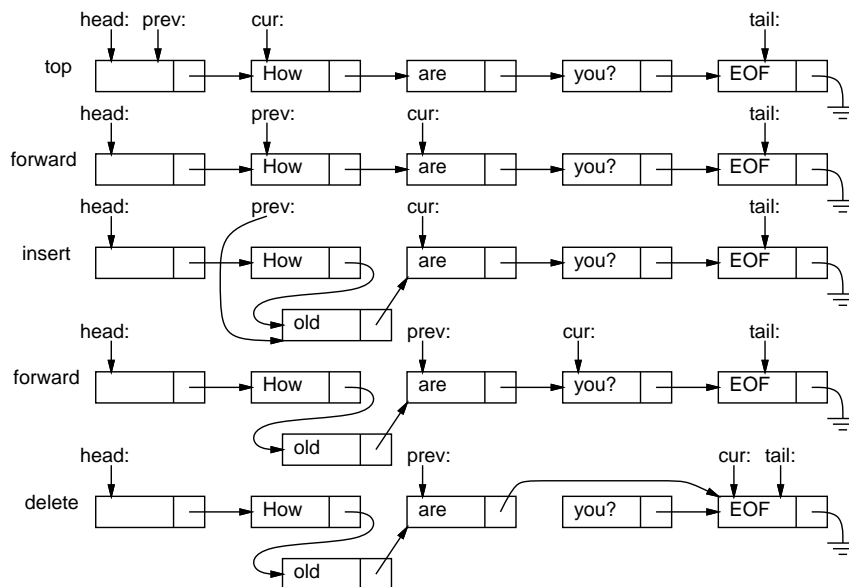 head: prev: cur: tail:
top How are you? EOF
head: prev: cur: tail:
forward How are you? EOF
head: prev: cur: tail:
insert How are you? EOF
old
head: prev: cur: tail:
forward How are you? EOF
old
head: prev: cur: tail:
delete How are you? EOF
old